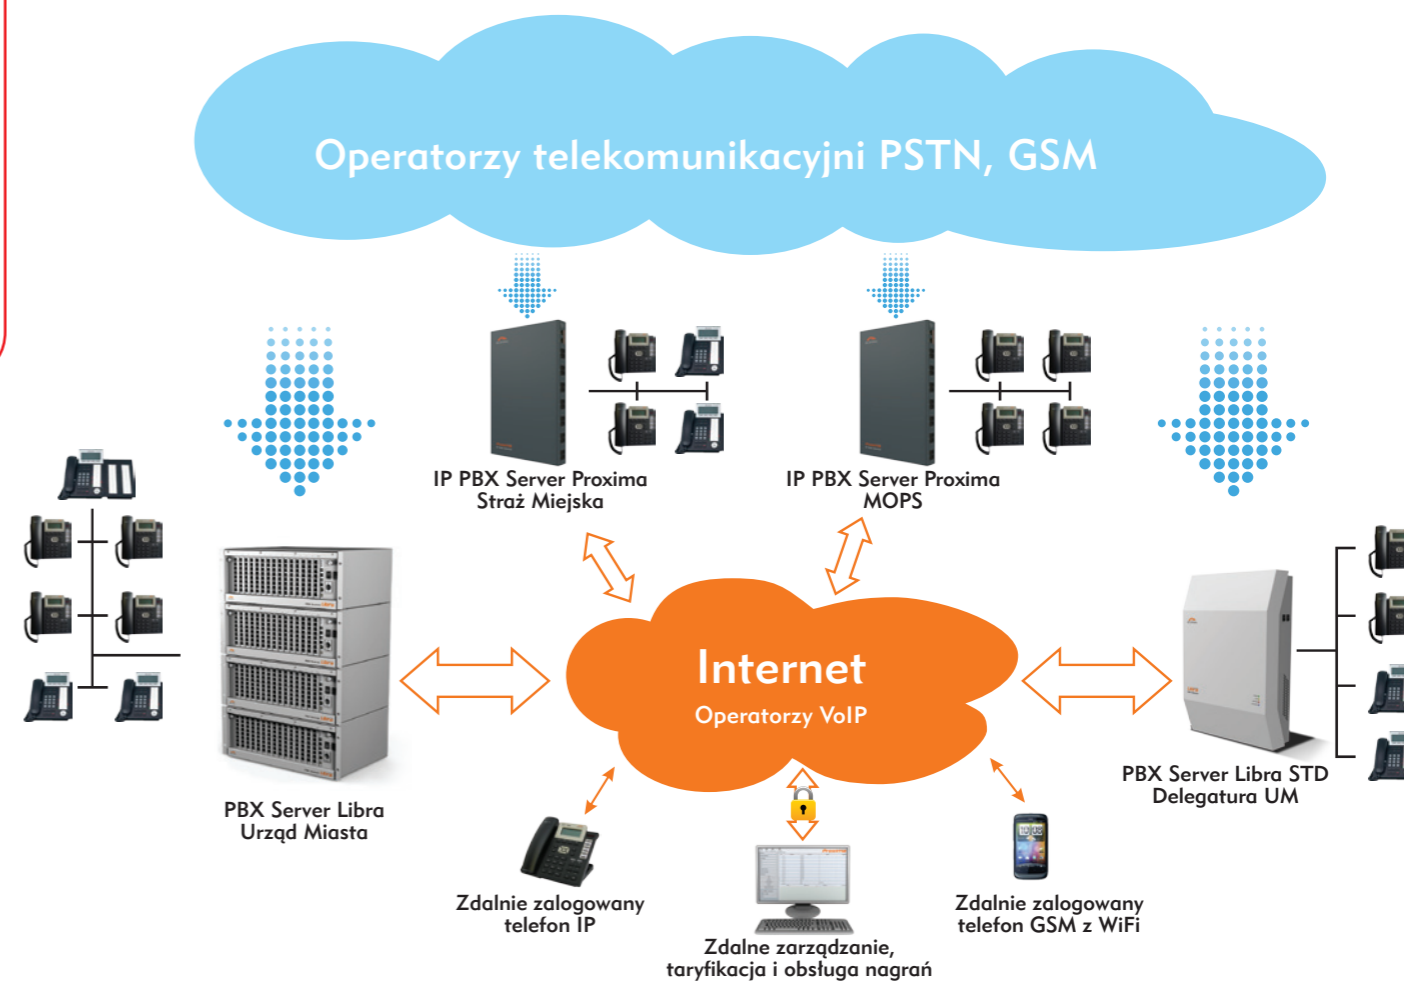 Operatorzy telekomunikacyjni PSTN, GSM
IP PBX Server Proxima
Straż Miejska
IP PBX Server Proxima
MOPS
Internet
Operatorzy VoIP
PBX Server Libra
Urząd Miasta
PBX Server Libra STD
Delegatura UM
Zdalnie zalogowany
telefon IP
Zdalne zarządzanie,
taryfikacja i obsługa nagrań
Zdalnie zalogowany
telefon GSM z WiFi